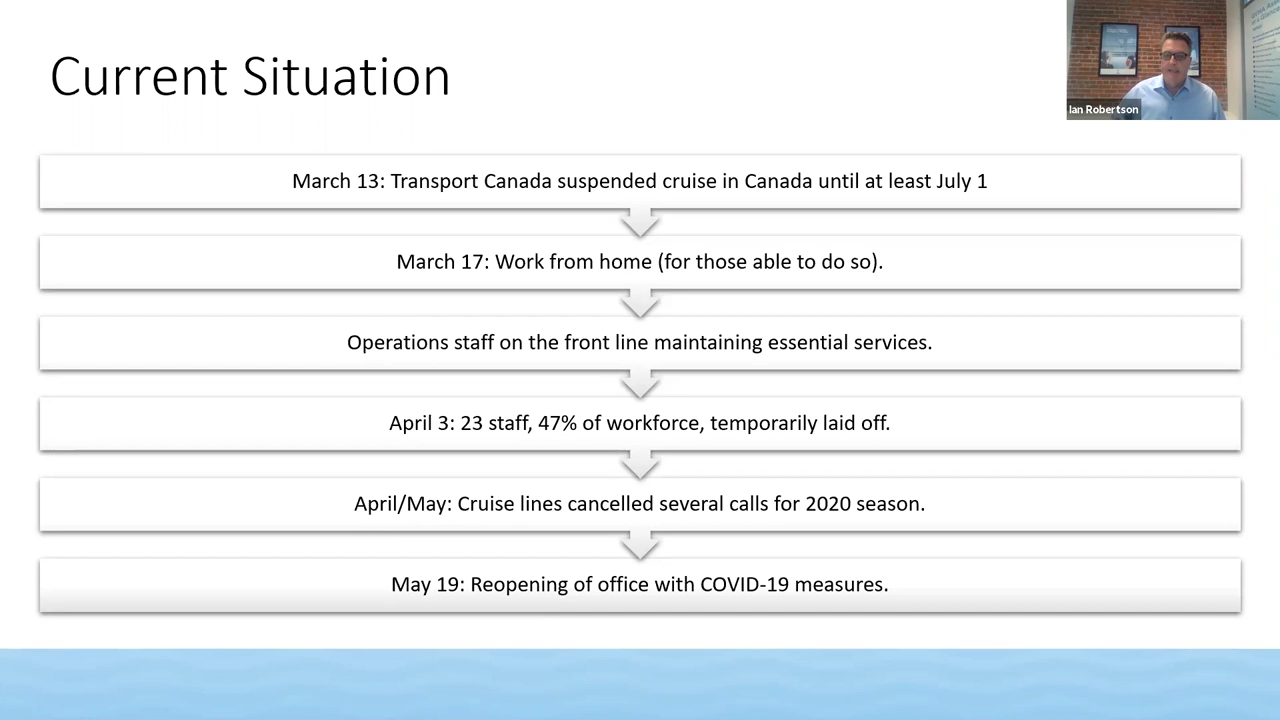 Current Situation
Ian Robertson
March 13: Transport Canada suspended cruise in Canada until at least July 1
March 17: Work from home (for those able to do so).
Operations staff on the front line maintaining essential services.
April 3: 23 staff, 47% of workforce, temporarily laid off.
April/May: Cruise lines cancelled several calls for 2020 season.
May 19: Reopening of office with COVID-19 measures.